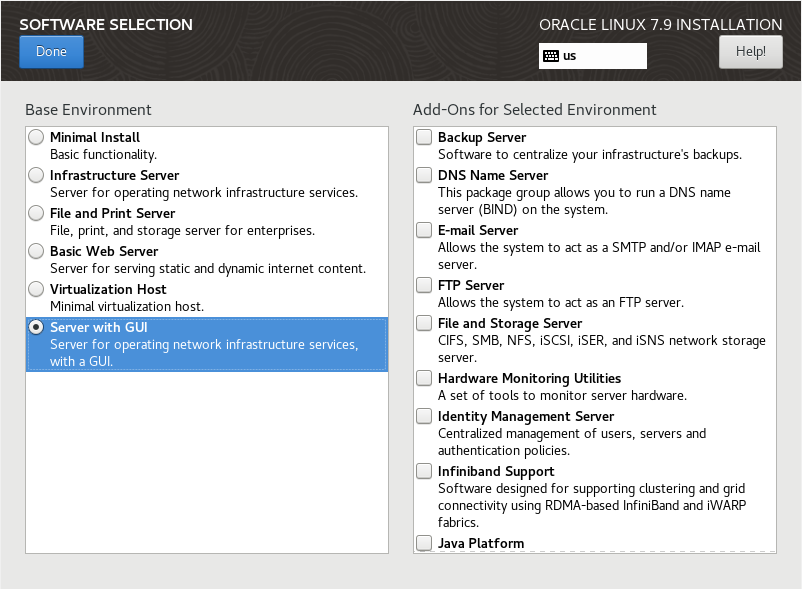 SOFTWARE SELECTION
ORACLE LINUX 7.9 INSTALLATION
Done
us
Help!
Base Environment
Minimal Install
Basic functionality.
Infrastructure Server
Server for operating network infrastructure services.
File and Print Server
File, print, and storage server for enterprises.
Basic Web Server
Server for serving static and dynamic internet content.
Virtualization Host
Minimal virtualization host.
Server with GUI
Server for operating network infrastructure services,
with a GUI.
Add-Ons for Selected Environment
Backup Server
Software to centralize your infrastructure's backups.
DNS Name Server
This package group allows you to run a DNS name
server (BIND) on the system.
E-mail Server
Allows the system to act as a SMTP and/or IMAP e-mail
server.
FTP Server
Allows the system to act as an FTP server.
File and Storage Server
CIFS, SMB, NFS, iSCSI, iSER, and iSNS network storage
server.
Hardware Monitoring Utilities
A set of tools to monitor server hardware.
Identity Management Server
Centralized management of users, servers and
authentication policies.
Infiniband Support
Software designed for supporting clustering and grid
connectivity using RDMA-based InfiniBand and iWARP
fabrics.
Java Platform